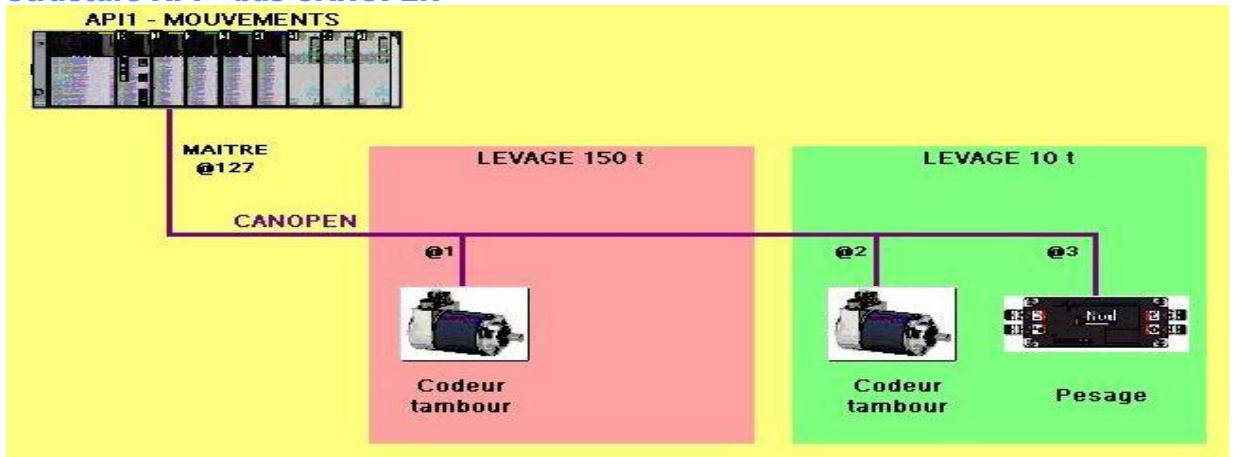 API1 - MOUVEMENTS
MAITRE
@127
LEVAGE 150 t
LEVAGE 10 t
CANOPEN
@1
@2
@3
Codeur
tambour
Codeur
tambour
Pesage